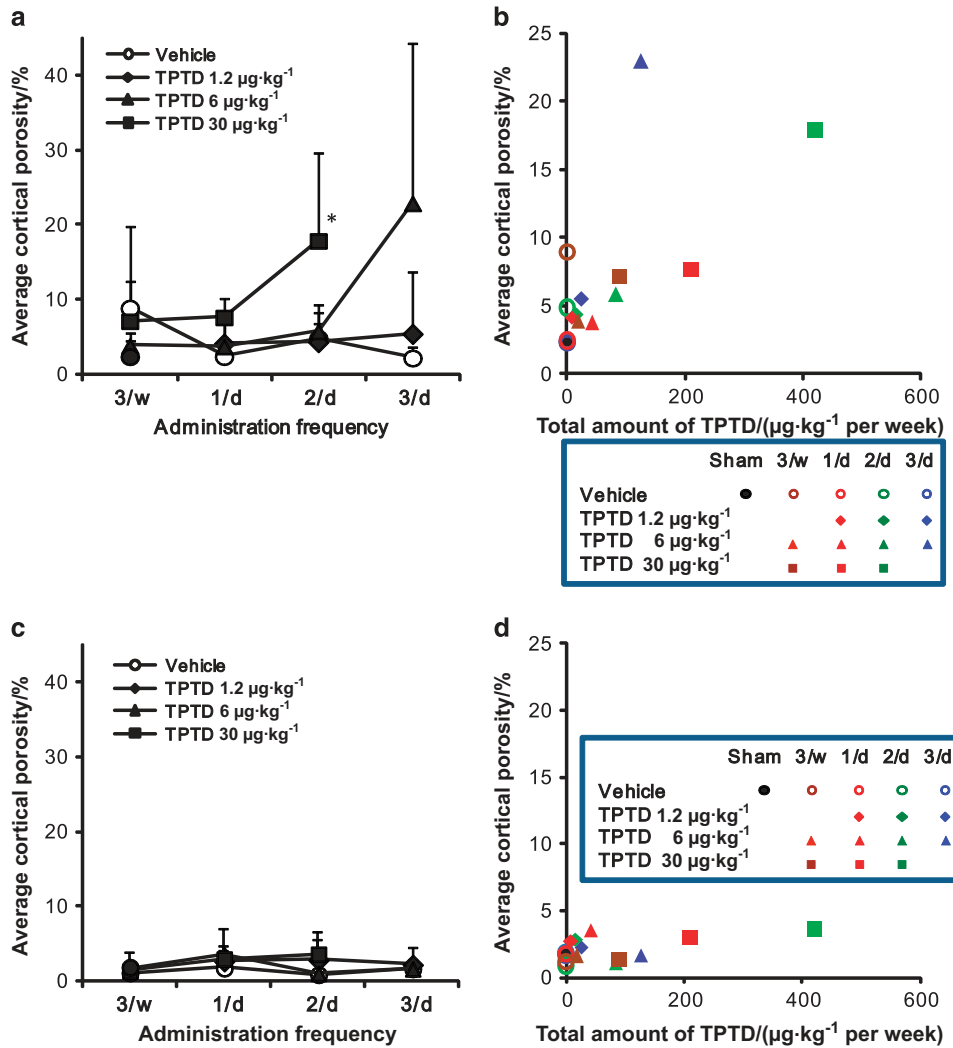 a
Average cortical porosity/%
40
30
20
10
0
Vehicle
TPTD 1.2 µg·kg⁻¹
TPTD 6 µg·kg⁻¹
TPTD 30 µg·kg⁻¹
*
3/w 1/d 2/d 3/d
Administration frequency
b
Average cortical porosity/%
25
20
15
10
5
0
0 200 400 600
Total amount of TPTD/(µg·kg⁻¹ per week)
Sham 3/w 1/d 2/d 3/d
Vehicle
TPTD 1.2 µg·kg⁻¹
TPTD 6 µg·kg⁻¹
TPTD 30 µg·kg⁻¹
c
Average cortical porosity/%
40
30
20
10
0
Vehicle
TPTD 1.2 µg·kg⁻¹
TPTD 6 µg·kg⁻¹
TPTD 30 µg·kg⁻¹
3/w 1/d 2/d 3/d
Administration frequency
d
Average cortical porosity/%
25
20
15
10
5
0
Sham 3/w 1/d 2/d 3/d
Vehicle
TPTD 1.2 µg·kg⁻¹
TPTD 6 µg·kg⁻¹
TPTD 30 µg·kg⁻¹
0 200 400 600
Total amount of TPTD/(µg·kg⁻¹ per week)